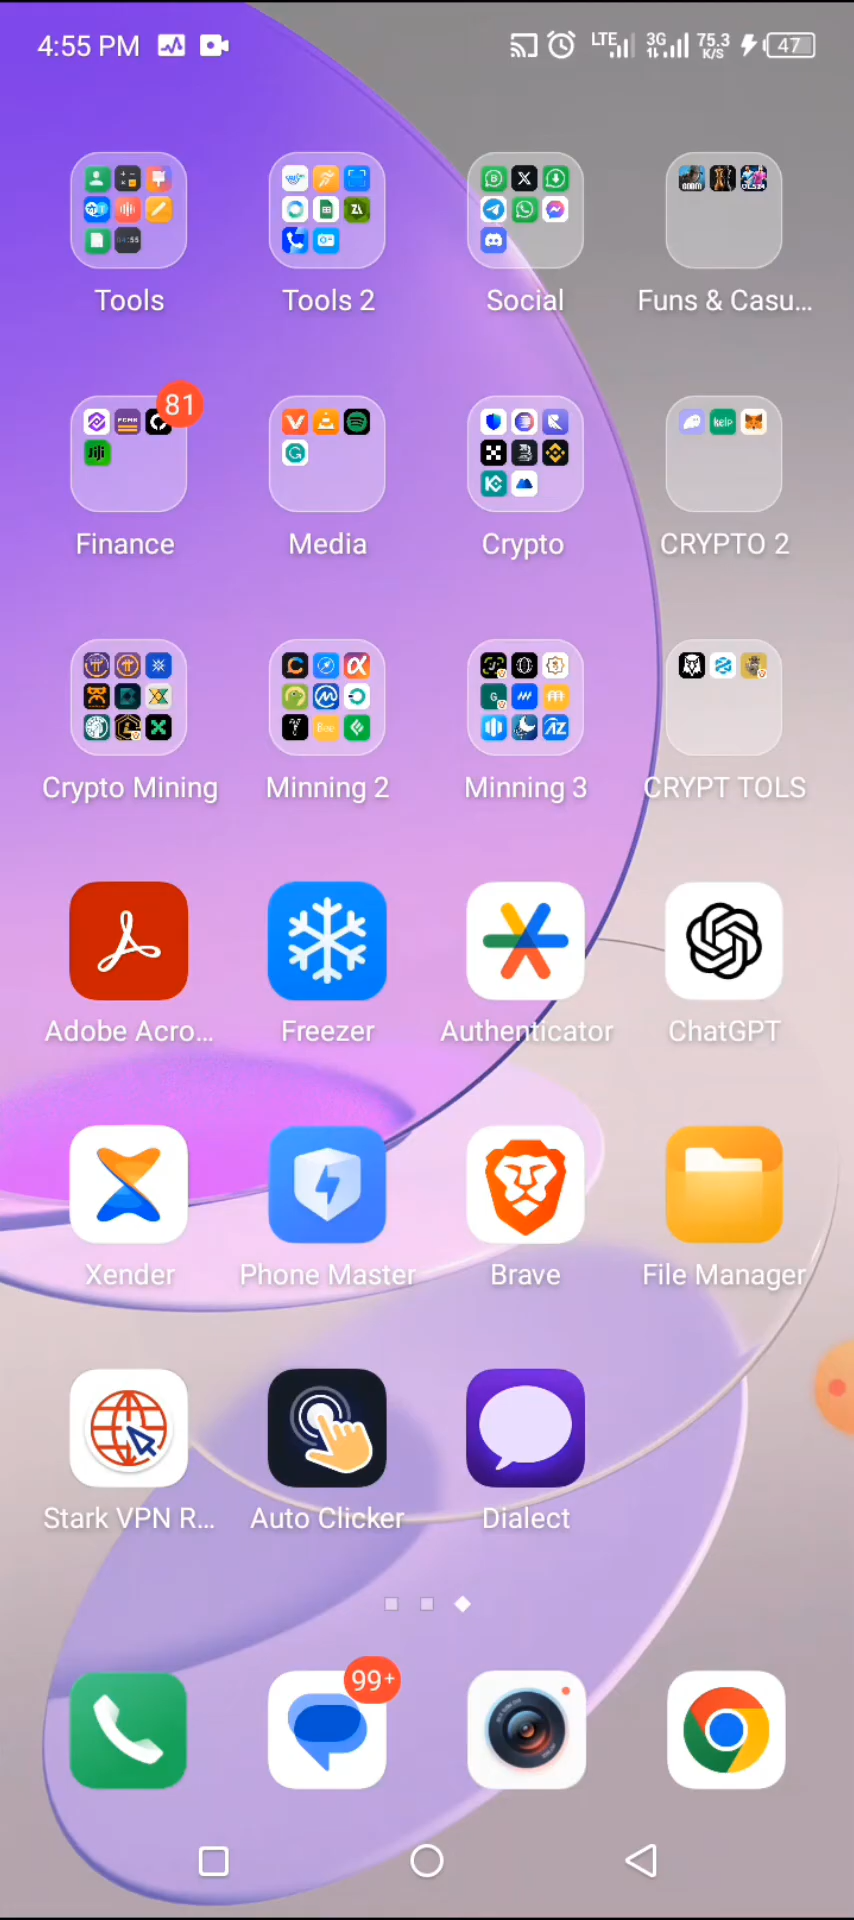 4:55 PM LTE 3G 75.3 K/S 47
Tools Tools 2 Social Funs & Casu...
81
Finance Media Crypto CRYPTO 2
Crypto Mining Minning 2 Minning 3 CRYPT TOLS
Adobe Acro... Freezer Authenticator ChatGPT
Xender Phone Master Brave File Manager
Stark VPN R... Auto Clicker Dialect
99+